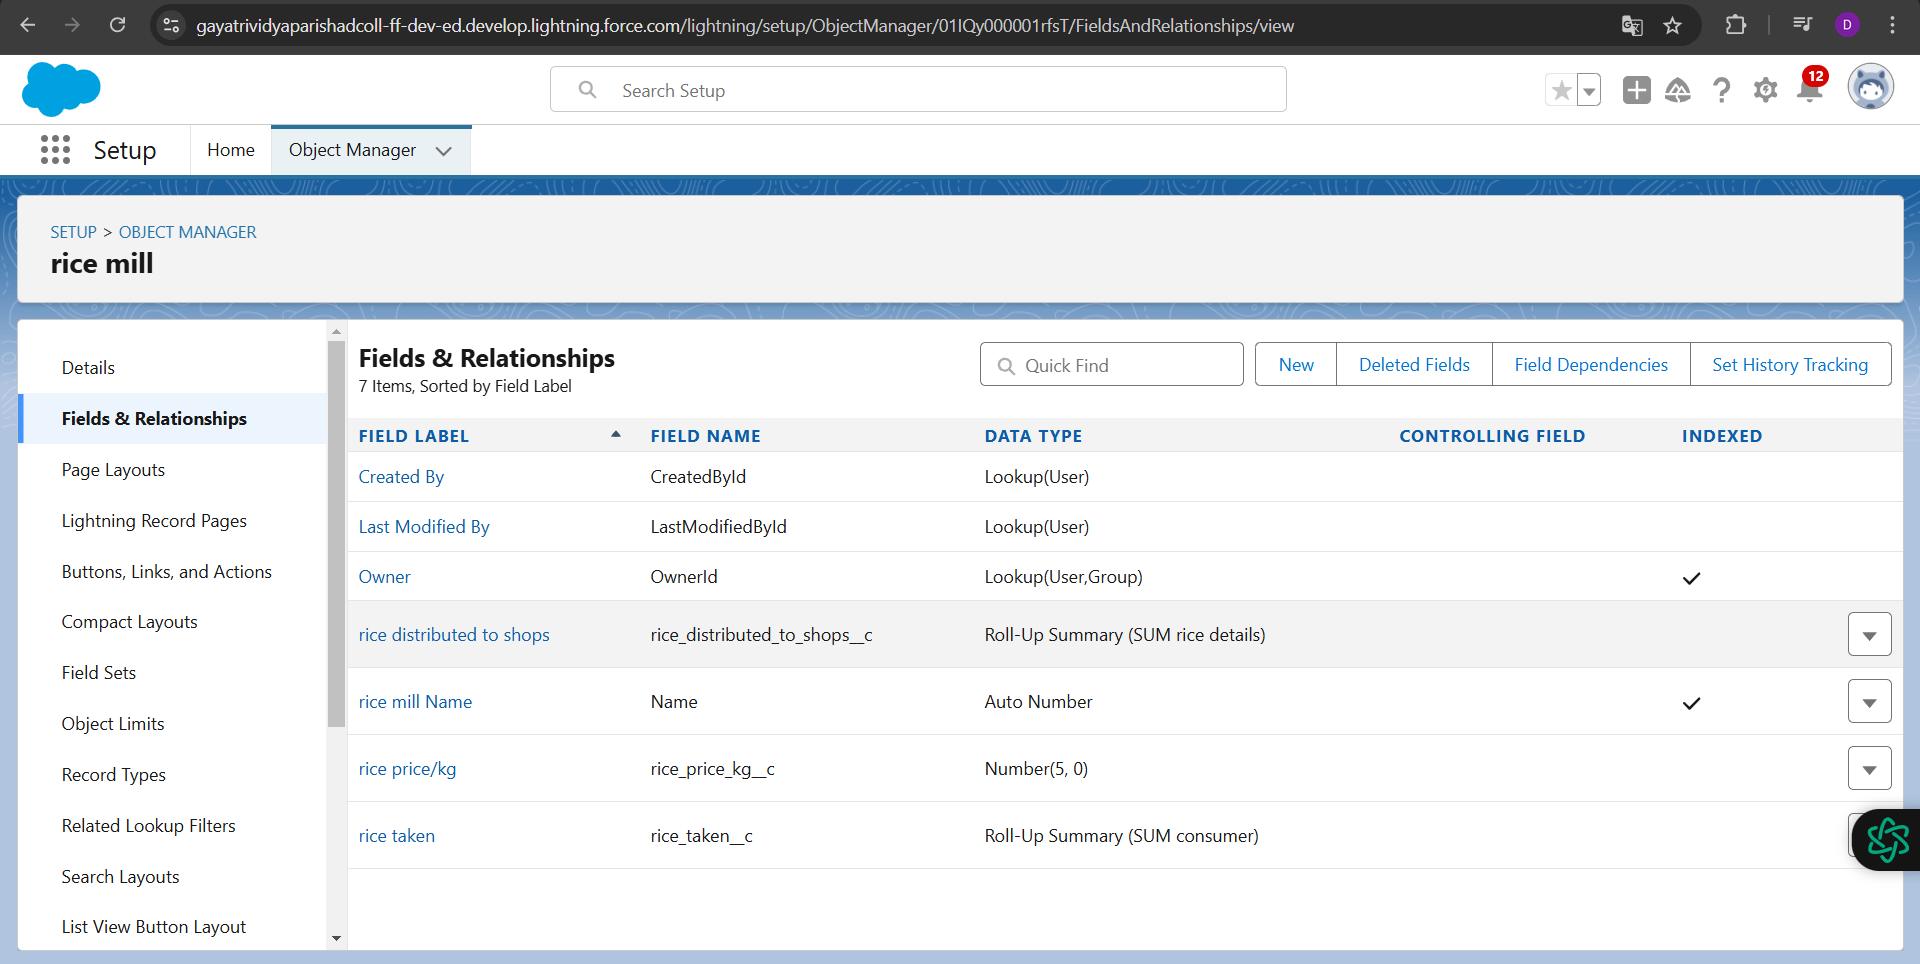 gayatrividyaparishadcoll-ff-dev-ed.develop.lightning.force.com/lightning/setup/ObjectManager/01IQy000001rfsT/FieldsAndRelationships/view
D
Search Setup
12
Setup
Home
Object Manager
SETUP > OBJECT MANAGER
rice mill
Details
Fields & Relationships
Page Layouts
Lightning Record Pages
Buttons, Links, and Actions
Compact Layouts
Field Sets
Object Limits
Record Types
Related Lookup Filters
Search Layouts
List View Button Layout
Fields & Relationships
7 Items, Sorted by Field Label
Quick Find
New
Deleted Fields
Field Dependencies
Set History Tracking
FIELD LABEL FIELD NAME DATA TYPE CONTROLLING FIELD INDEXED
Created By CreatedById Lookup(User)
Last Modified By LastModifiedById Lookup(User)
Owner OwnerId Lookup(User,Group)
rice distributed to shops rice_distributed_to_shops__c Roll-Up Summary (SUM rice details)
rice mill Name Name Auto Number
rice price/kg rice_price_kg__c Number(5, 0)
rice taken rice_taken__c Roll-Up Summary (SUM consumer)